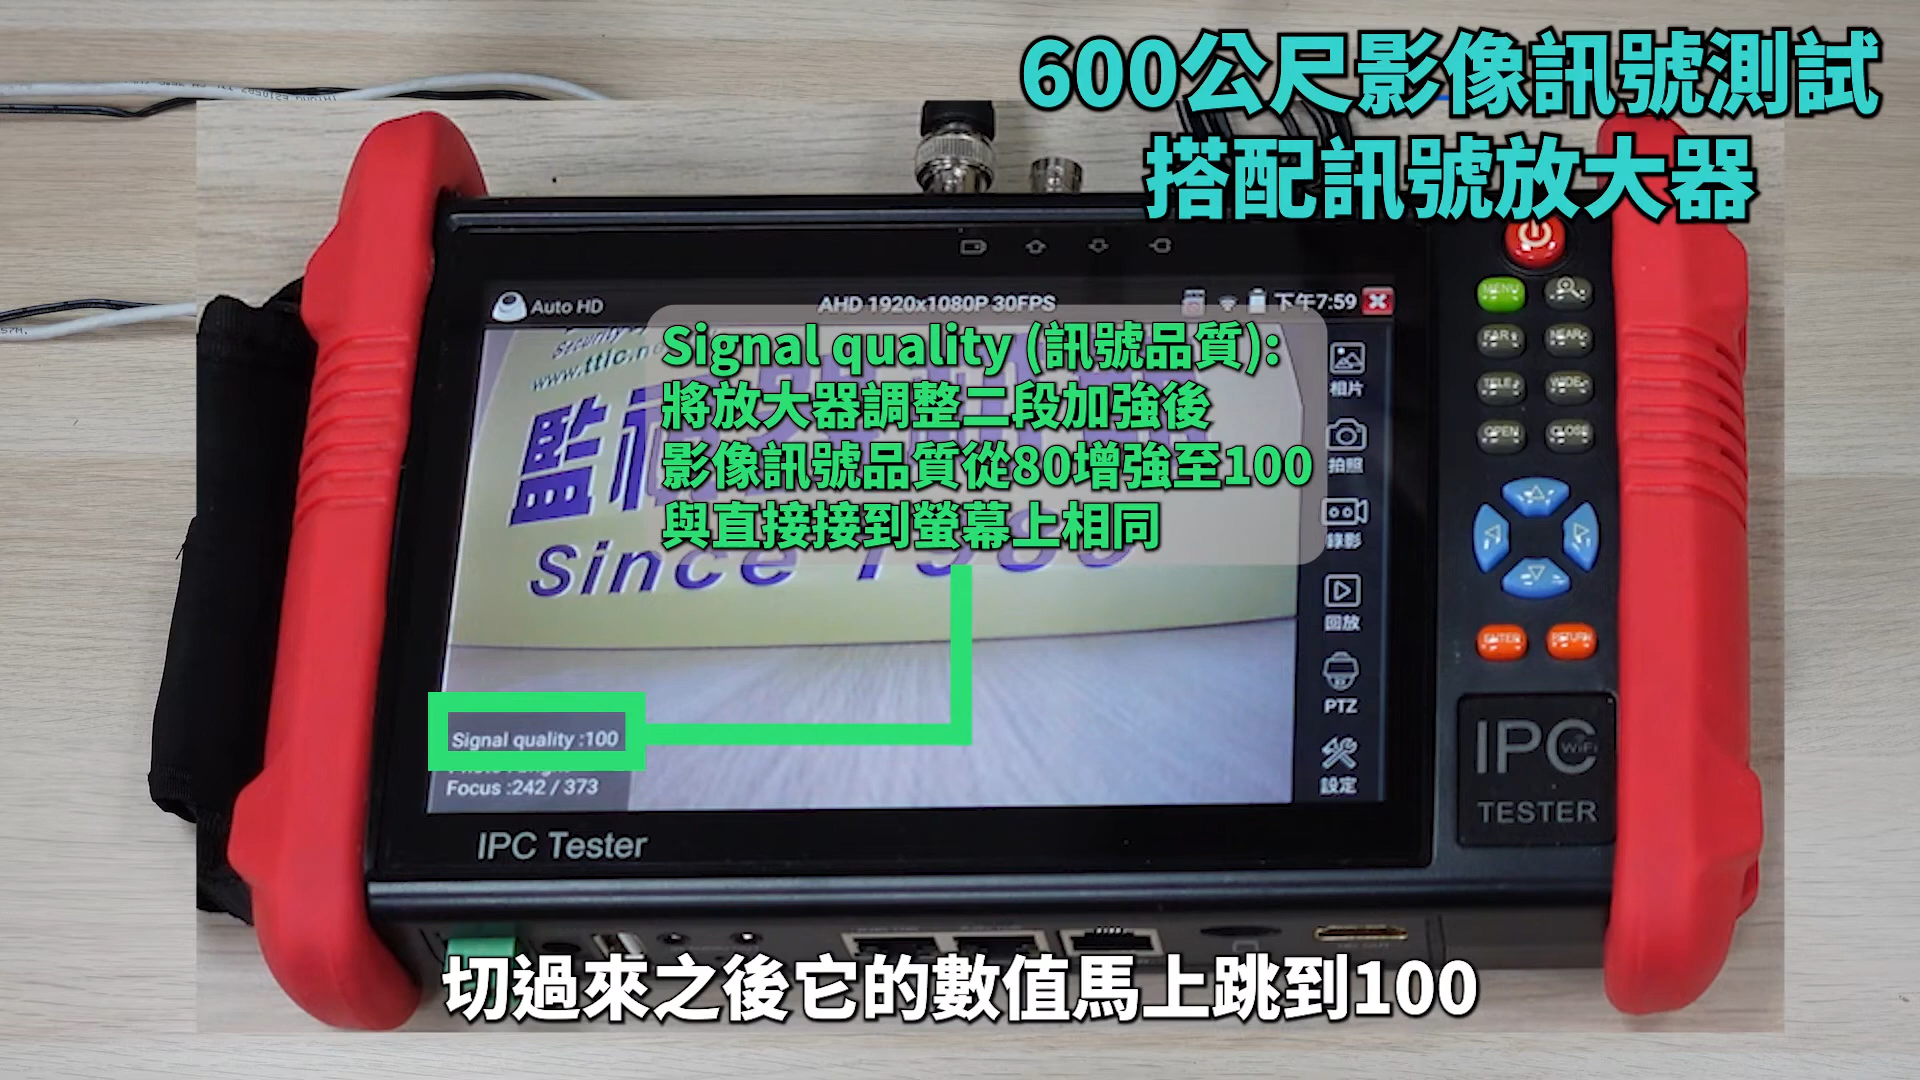 600公尺影像訊號測試
搭配訊號放大器
Auto HD
AHD 1920x1080P 30FPS
下午7:59
Signal quality (訊號品質):
將放大器調整二段加強後
影像訊號品質從80增強至100
與直接接到螢幕上相同
www.ttic.n
Since 1980
相片
拍照
錄影
回放
PTZ
設定
Signal quality :100
Focus :242 / 373
IPC Tester
MENU
FAR
NEAR
TELE
WIDE
OPEN
CLOSE
ENTER
RETURN
IPC
WiFi
TESTER
切過來之後它的數值馬上跳到100